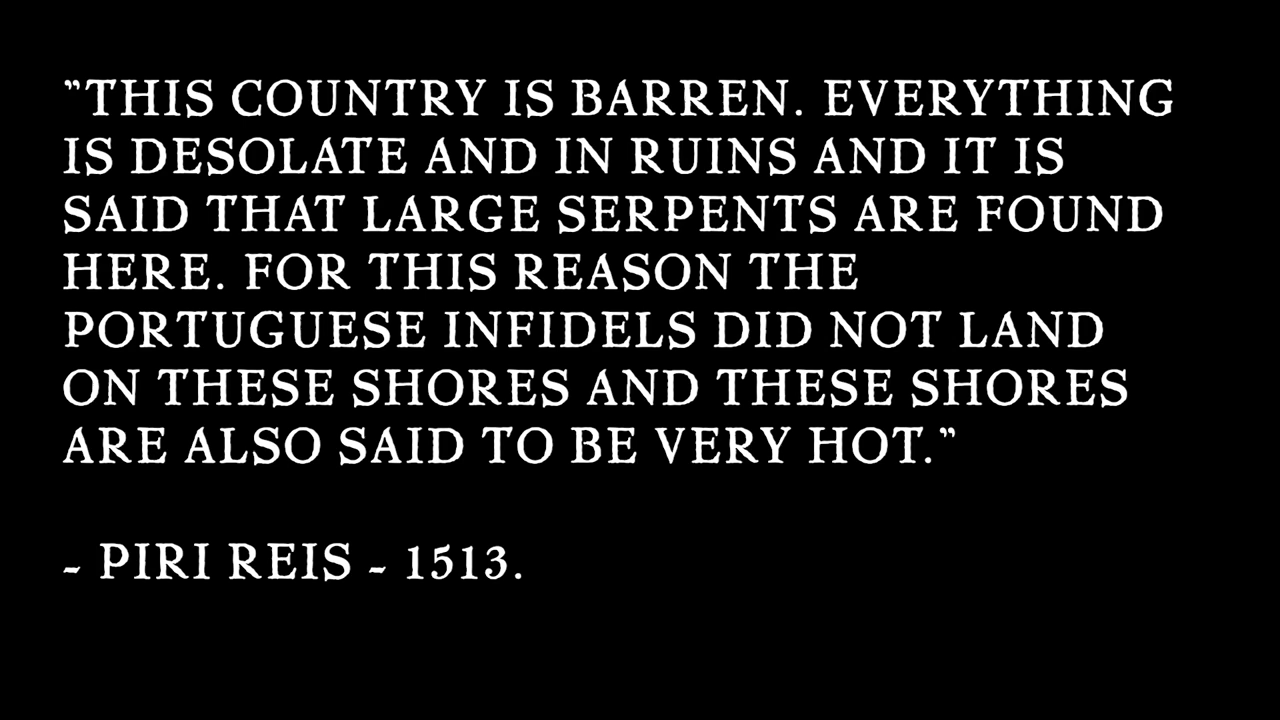 ”THIS COUNTRY IS BARREN. EVERYTHING
IS DESOLATE AND IN RUINS AND IT IS
SAID THAT LARGE SERPENTS ARE FOUND
HERE. FOR THIS REASON THE
PORTUGUESE INFIDELS DID NOT LAND
ON THESE SHORES AND THESE SHORES
ARE ALSO SAID TO BE VERY HOT.”
- PIRI REIS - 1513.